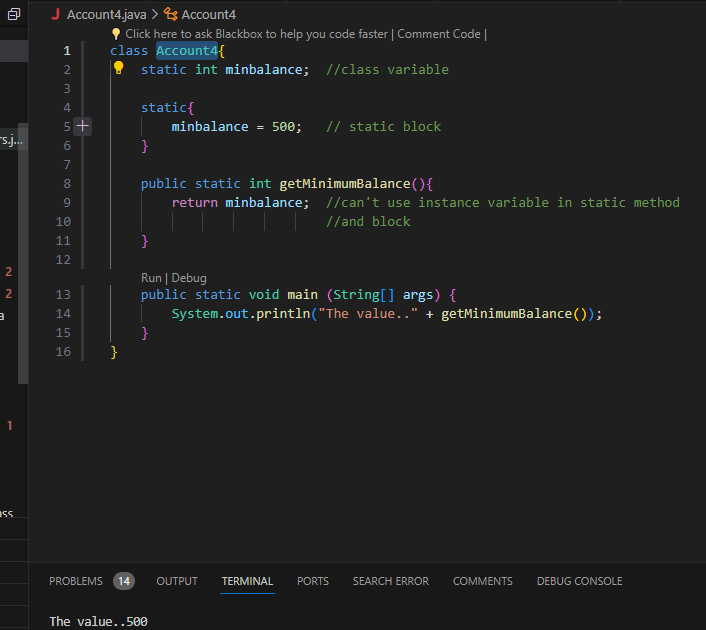 Account4.java > Account4
Click here to ask Blackbox to help you code faster | Comment Code |
1 class Account4{
2 static int minbalance; //class variable
3
4 static{
rs.j... 5 minbalance = 500; // static block
6 }
7
8 public static int getMinimumBalance(){
9 return minbalance; //can't use instance variable in static method
10 //and block
11 }
12
2
Run | Debug
2 13 public static void main (String[] args) {
a 14 System.out.println("The value.." + getMinimumBalance());
15 }
16 }
1
ass
PROBLEMS 14 OUTPUT TERMINAL PORTS SEARCH ERROR COMMENTS DEBUG CONSOLE
The value..500